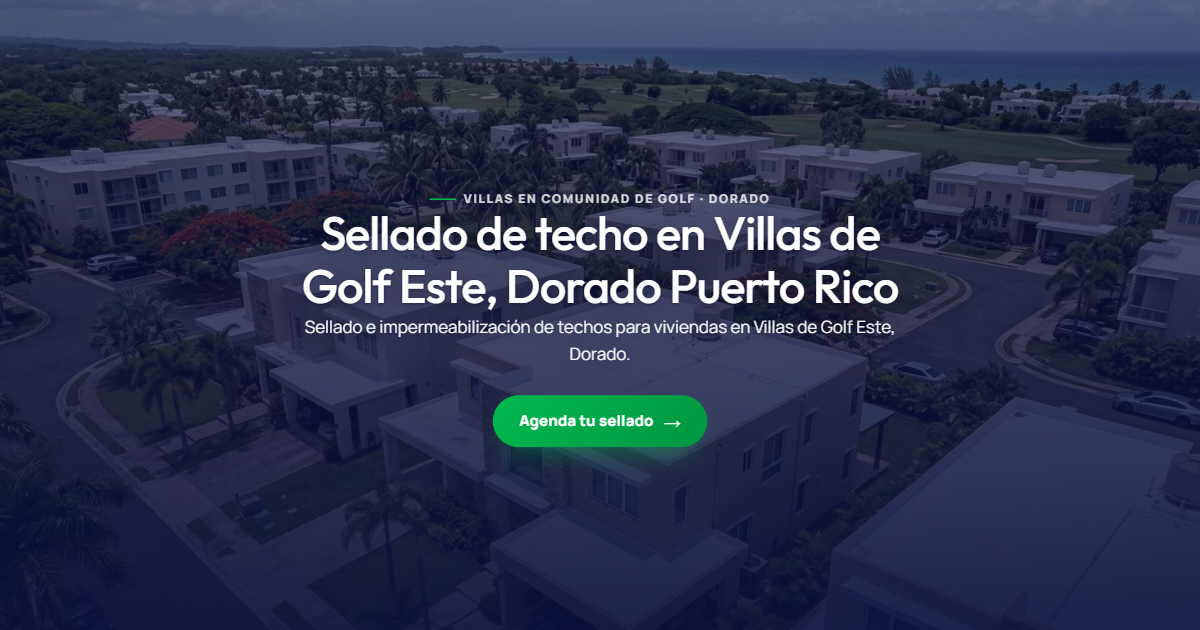 VILLAS EN COMUNIDAD DE GOLF · DORADO
Sellado de techo en Villas de
Golf Este, Dorado Puerto Rico
Sellado e impermeabilización de techos para viviendas en Villas de Golf Este,
Dorado.
Agenda tu sellado →